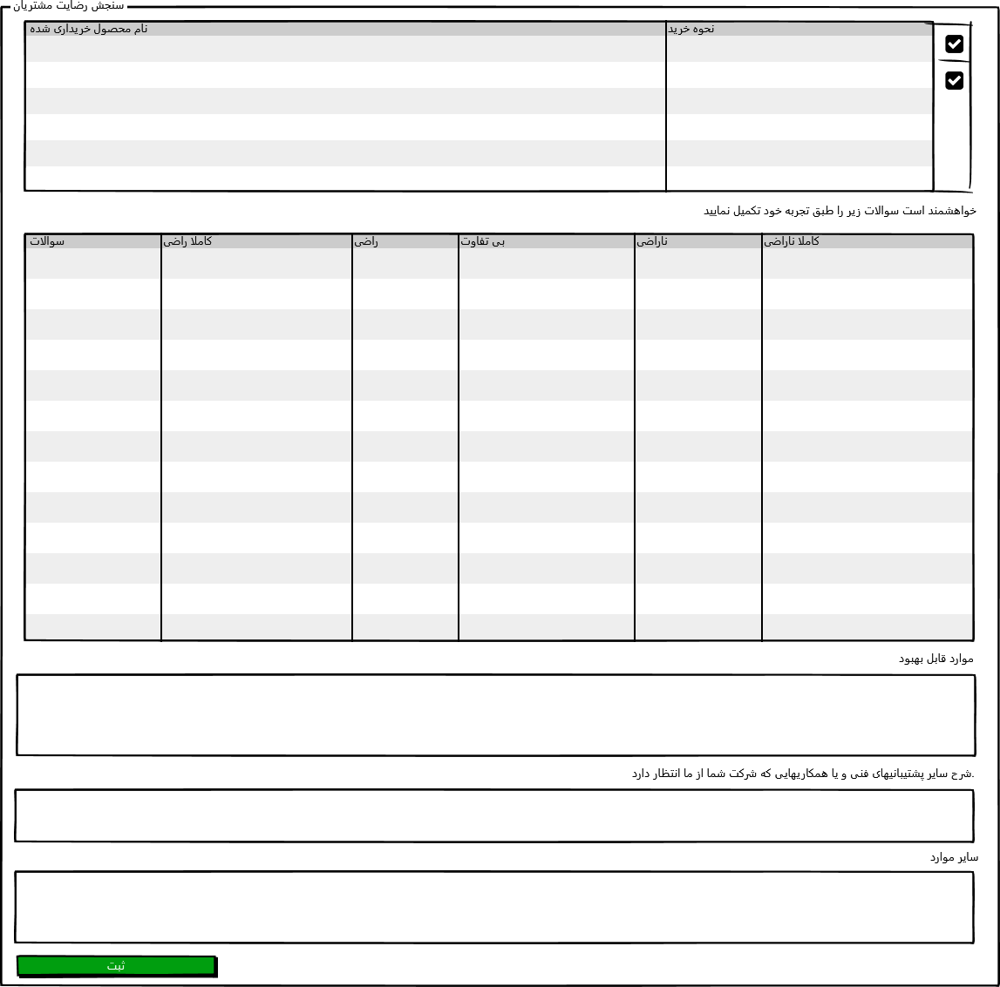 سنجش رضایت مشتریان
نام محصول خریداری شده
نحوه خرید
خواهشمند است سوالات زیر را طبق تجربه خود تکمیل نمایید
سوالات
کاملا راضی
راضی
بی تفاوت
ناراضی
کاملا ناراضی
موارد قابل بهبود
شرح سایر پشتیبانیهای فنی و یا همکاریهایی که شرکت شما از ما انتظار دارد.
سایر موارد
ثبت